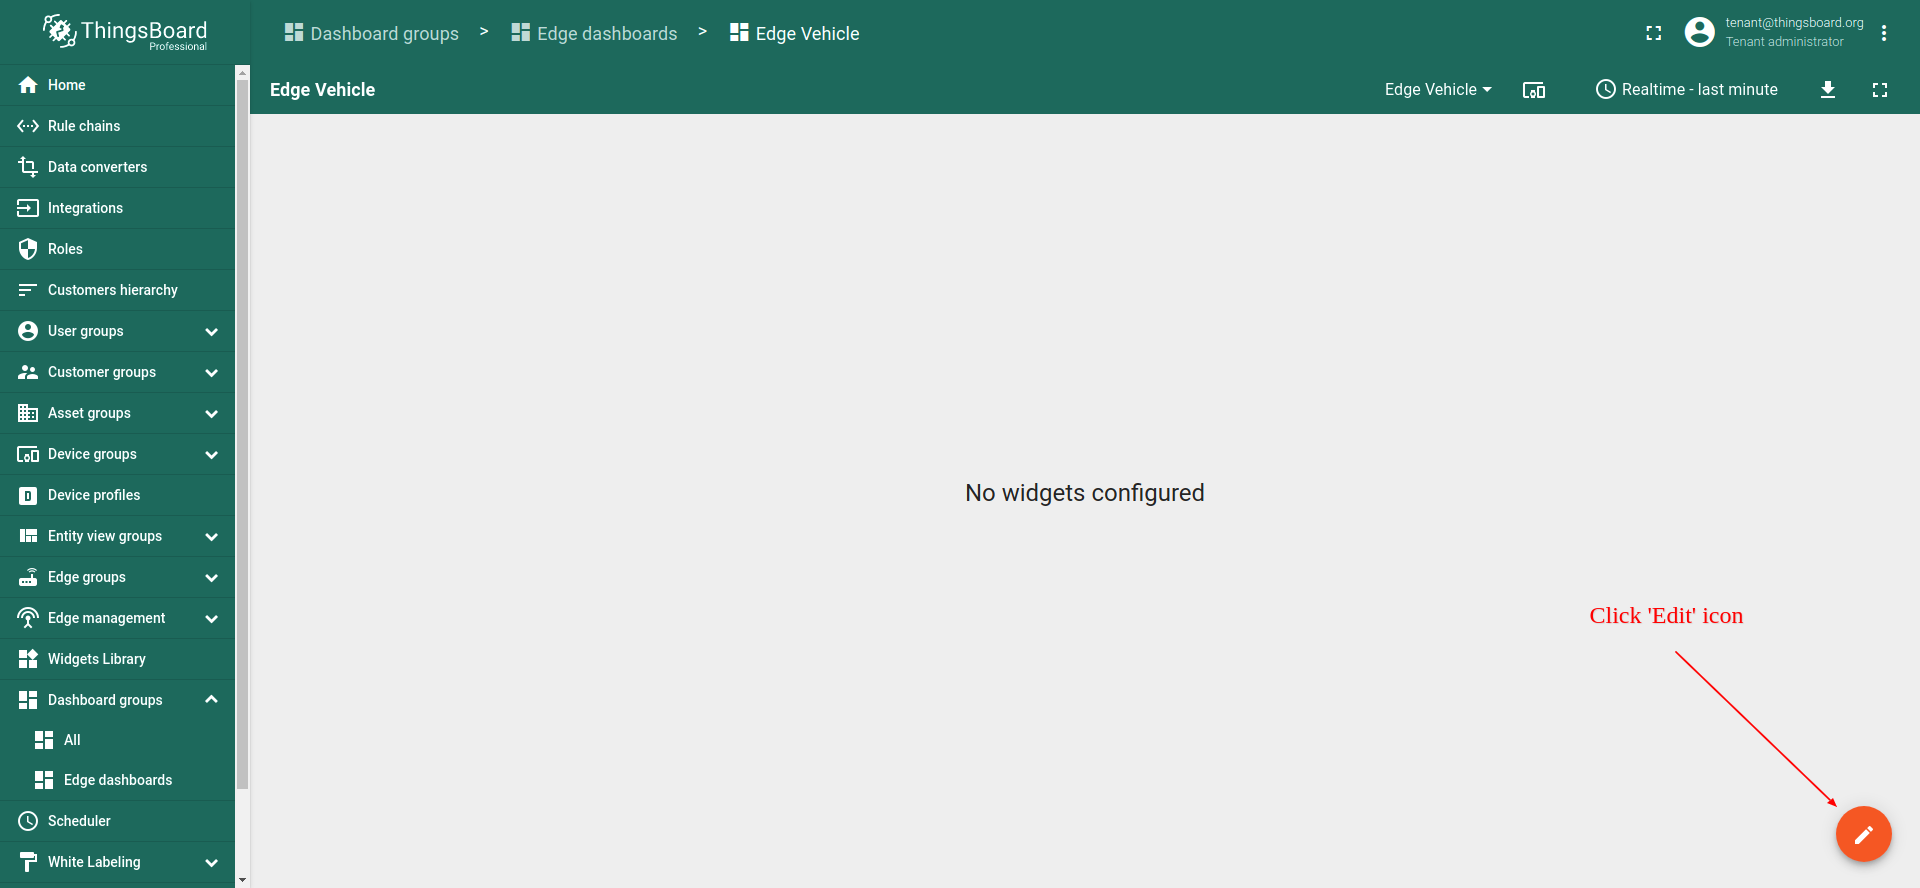 ThingsBoard
Professional
Dashboard groups > Edge dashboards > Edge Vehicle
tenant@thingsboard.org
Tenant administrator
Edge Vehicle
Edge Vehicle
Realtime - last minute
Home
Rule chains
Data converters
Integrations
Roles
Customers hierarchy
User groups
Customer groups
Asset groups
Device groups
Device profiles
Entity view groups
Edge groups
Edge management
Widgets Library
Dashboard groups
All
Edge dashboards
Scheduler
White Labeling
No widgets configured
Click 'Edit' icon